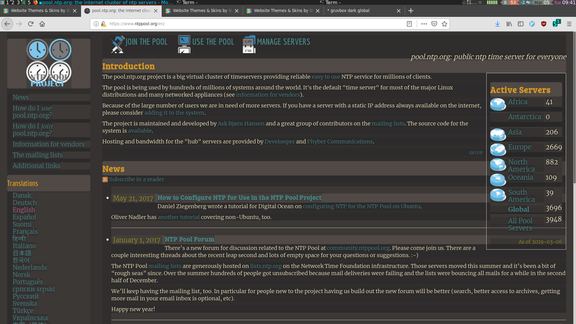 pool.ntp.org: the internet cluster of ntp servers - Mo
Term
Term
Sun 09:41
Website Themes & Skins by
pool.ntp.org: the internet c
Website Themes & Skins by S
Website Themes & Skins by S
* gruvbox dark global
https://www.ntppool.org/en/
JOIN THE POOL
USE THE POOL
MANAGE SERVERS
pool.ntp.org: public ntp time server for everyone
PROJECT
News
How do I use pool.ntp.org?
How do I join pool.ntp.org?
Information for vendors
The mailing lists
Additional links
Translations
Dansk
Deutsch
English
Español
Suomi
Français
हिन्दी
Italiano
日本語
한국어
Nederlands
Norsk
Português
српски српски
Русский
Svenska
Türkçe
Українська
Introduction
The pool.ntp.org project is a big virtual cluster of timeservers providing reliable easy to use NTP service for millions of clients.
The pool is being used by hundreds of millions of systems around the world. It's the default "time server" for most of the major Linux
distributions and many networked appliances (see information for vendors).
Because of the large number of users we are in need of more servers. If you have a server with a static IP address always available on the internet,
please consider adding it to the system.
The project is maintained and developed by Ask Bjørn Hansen and a great group of contributors on the mailing lists. The source code for the
system is available.
Hosting and bandwidth for the "hub" servers are provided by Develooper and Phyber Communications.
Active Servers
Africa 41
Antarctica 0
Asia 206
Europe 2669
North America 882
Oceania 109
South America 39
Global 3696
All Pool Servers 3948
As of 2019-03-06
News
Subscribe in a reader
May 21, 2017 How to Configure NTP for Use in the NTP Pool Project
Daniel Ziegenberg wrote a tutorial for Digital Ocean on configuring NTP for the NTP Pool on Ubuntu.
Oliver Nadler has another tutorial covering non-Ubuntu, too.
January 1, 2017 NTP Pool Forum
There's a new forum for discussion related to the NTP Pool at community.ntppool.org. Please come join us. There are a
couple interesting threads about the recent leap second and lots of empty space for your questions or suggestions. :-)
The NTP Pool mailing lists are generously hosted on lists.ntp.org on the Network Time Foundation infrastructure. Those servers moved this summer and it's been a bit of
"rough seas" since. Over the summer hundreds of people got unsubscribed because mail deliveries were failing and the lists were bouncing all mails for a while in the second
half of December.
We'll keep having the mailing list, too. In particular for people new to the project having us build out the new forum will be better (search, better access to archives, getting
more mail in your email inbox is optional, etc).
Happy new year!